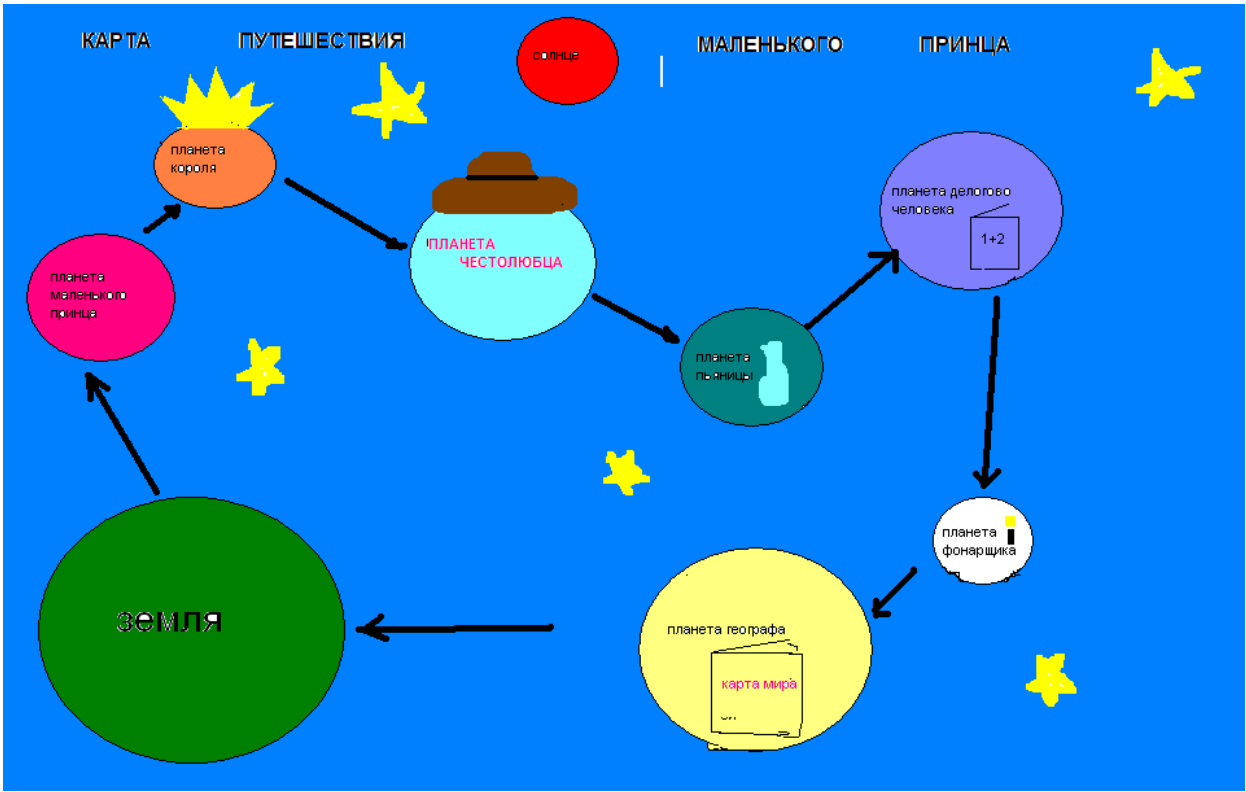 КАРТА ПУТЕШЕСТВИЯ МАЛЕНЬКОГО ПРИНЦА
солнце
планета
короля
планета делогово
человека
1+2
ПЛАНЕТА
ЧЕСТОЛЮБЦА
планета
маленького
принца
планета
пьяницы
планета
фонарщика
земля
планета географа
карта мира